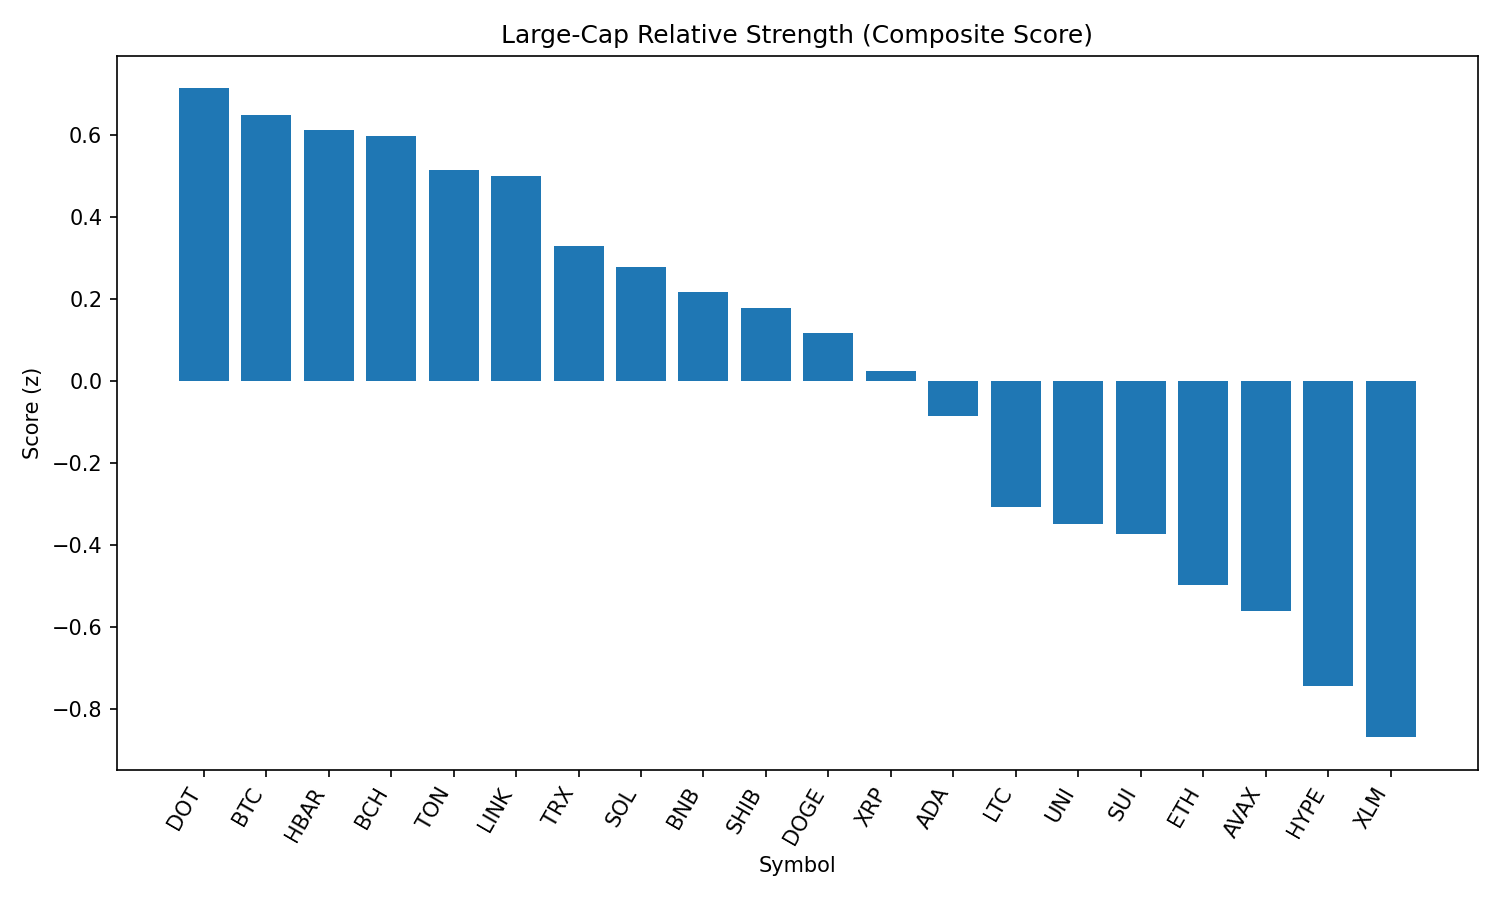 Large-Cap Relative Strength (Composite Score)
Score (z)
0.6
0.4
0.2
0.0
−0.2
−0.4
−0.6
−0.8
DOT
BTC
HBAR
BCH
TON
LINK
TRX
SOL
BNB
SHIB
DOGE
XRP
ADA
LTC
UNI
SUI
ETH
AVAX
HYPE
XLM
Symbol